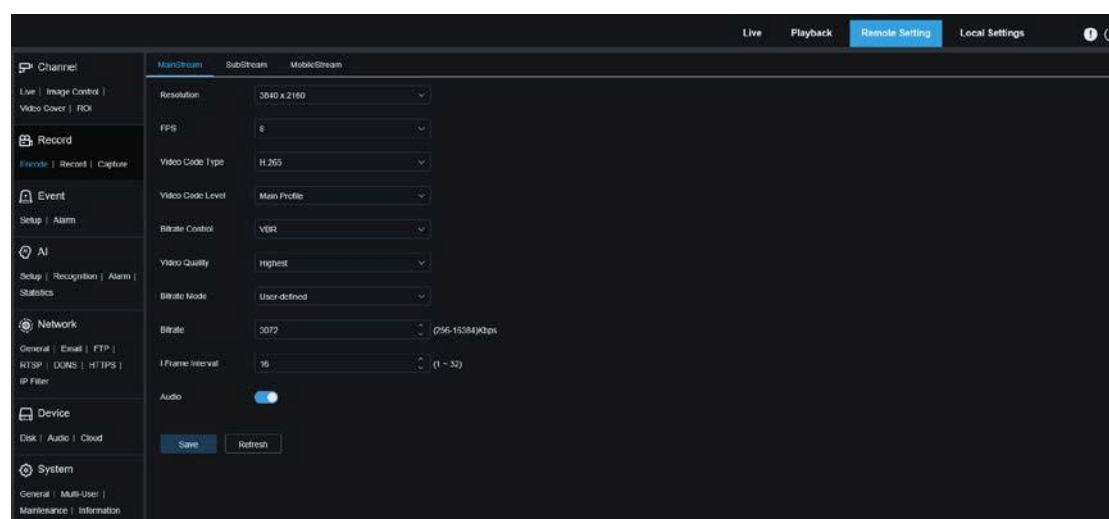 Live Playback Remote Setting Local Settings
Channel
Live | Image Control |
Video Cover | ROI
Record
Encode | Record | Capture
Event
Setup | Alarm
AI
Setup | Recognition | Alarm |
Statistics
Network
General | Email | FTP |
RTSP | DDNS | HTTPS |
IP Filter
Device
Disk | Audio | Cloud
System
General | Multi-User |
Maintenance | Information
MainStream SubStream MobileStream
Resolution 3840 x 2160
FPS 8
Video Code Type H.265
Video Code Level Main Profile
Bitrate Control VBR
Video Quality Highest
Bitrate Mode User-defined
Bitrate 3072 (256-16384)Kbps
I Frame Interval 16 (1 ~ 32)
Audio
Save Refresh